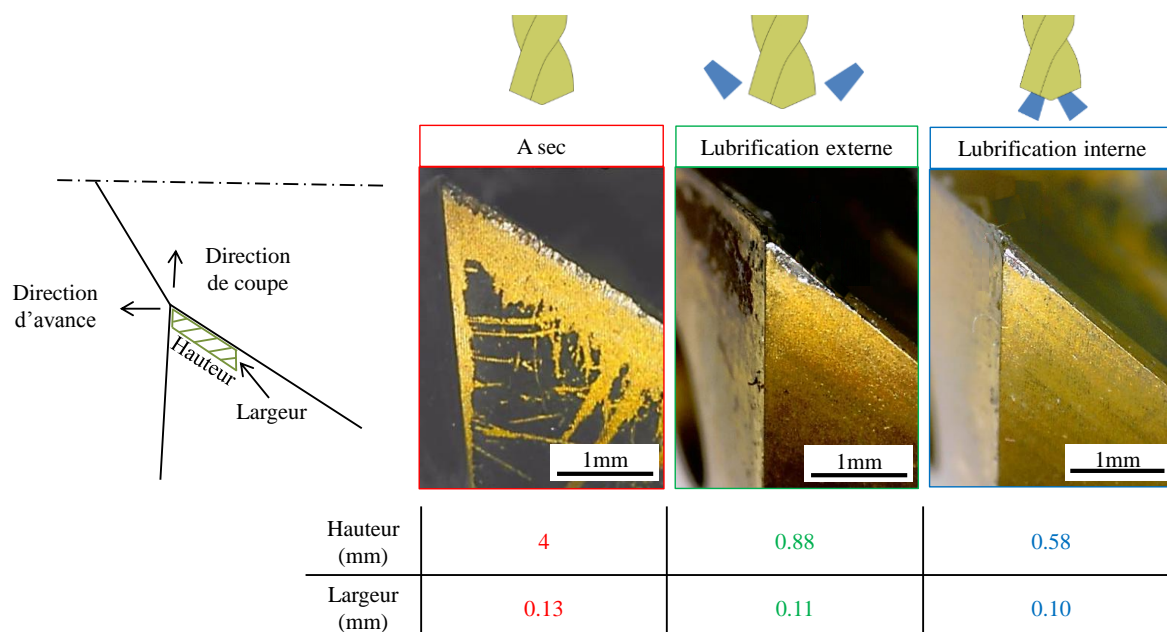 A sec
Lubrification externe
Lubrification interne
Direction
de coupe
Direction
d’avance
Hauteur
Largeur
1mm
1mm
1mm
Hauteur
(mm)
4
0.88
0.58
Largeur
(mm)
0.13
0.11
0.10